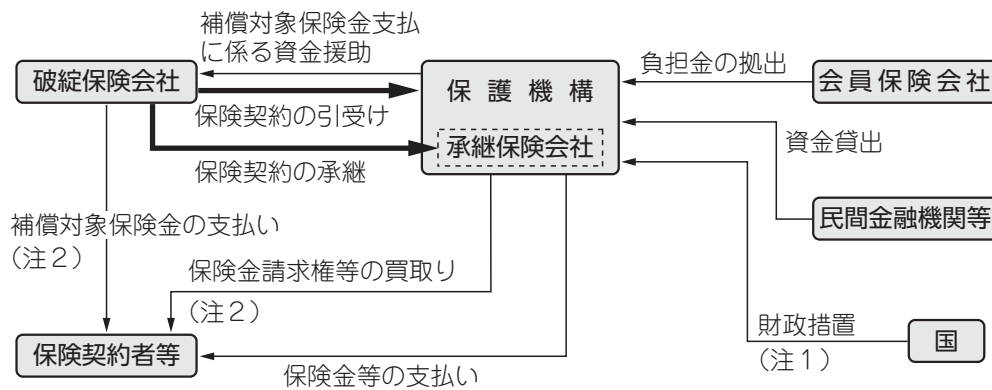 補償対象保険金支払
に係る資金援助
破綻保険会社
保護機構
負担金の拠出
会員保険会社
保険契約の引受け
承継保険会社
資金貸出
保険契約の承継
民間金融機関等
補償対象保険金の支払い
(注2)
保険金請求権等の買取り
(注2)
財政措置
(注1)
国
保険契約者等
保険金等の支払い